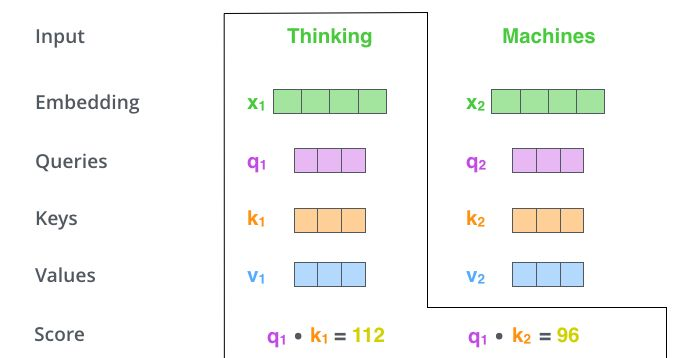 Input Thinking Machines
Embedding x₁ x₂
Queries q₁ q₂
Keys k₁ k₂
Values v₁ v₂
Score q₁ • k₁ = 112 q₁ • k₂ = 96